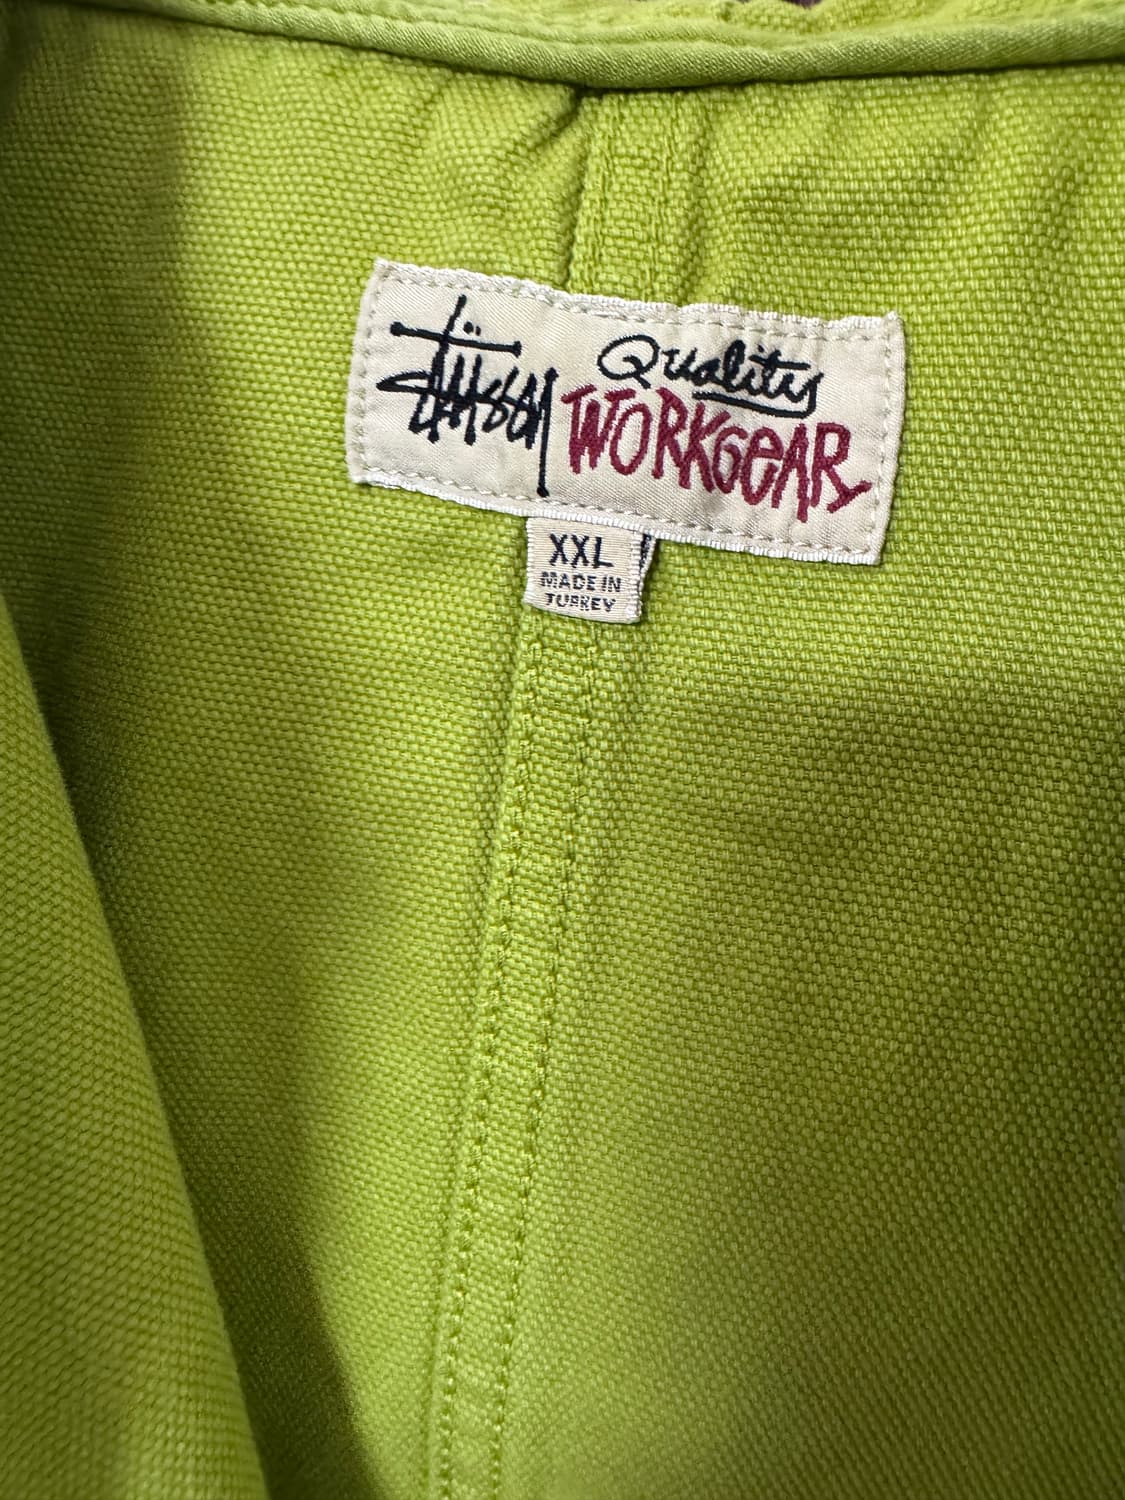 Stüssy
Quality
WORKGEAR
XXL
MADE IN
TURKEY